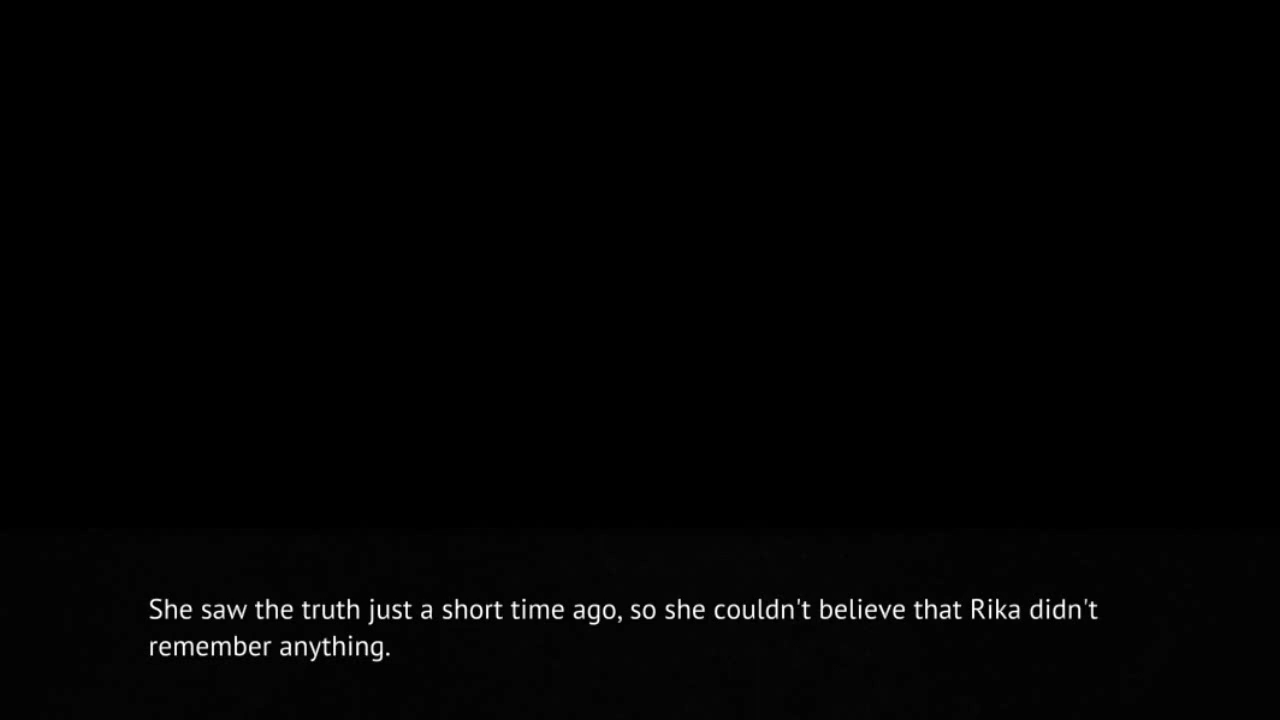 She saw the truth just a short time ago, so she couldn't believe that Rika didn't
remember anything.